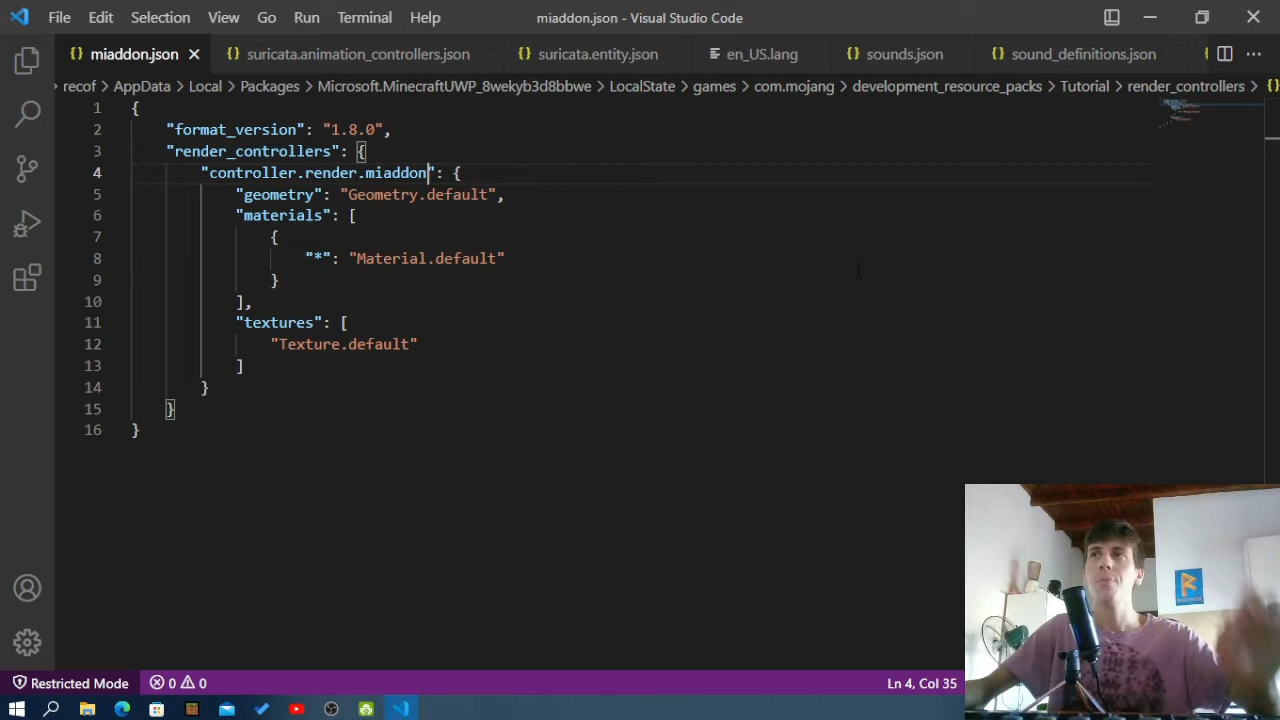 File Edit Selection View Go Run Terminal Help miaddon.json - Visual Studio Code
miaddon.json suricata.animation_controllers.json suricata.entity.json en_US.lang sounds.json sound_definitions.json
recof > AppData > Local > Packages > Microsoft.MinecraftUWP_8wekyb3d8bbwe > LocalState > games > com.mojang > development_resource_packs > Tutorial > render_controllers >
1 {
2 "format_version": "1.8.0",
3 "render_controllers": {
4 "controller.render.miaddon": {
5 "geometry": "Geometry.default",
6 "materials": [
7 {
8 "*": "Material.default"
9 }
10 ],
11 "textures": [
12 "Texture.default"
13 ]
14 }
15 }
16 }
Restricted Mode 0 0 Ln 4, Col 35